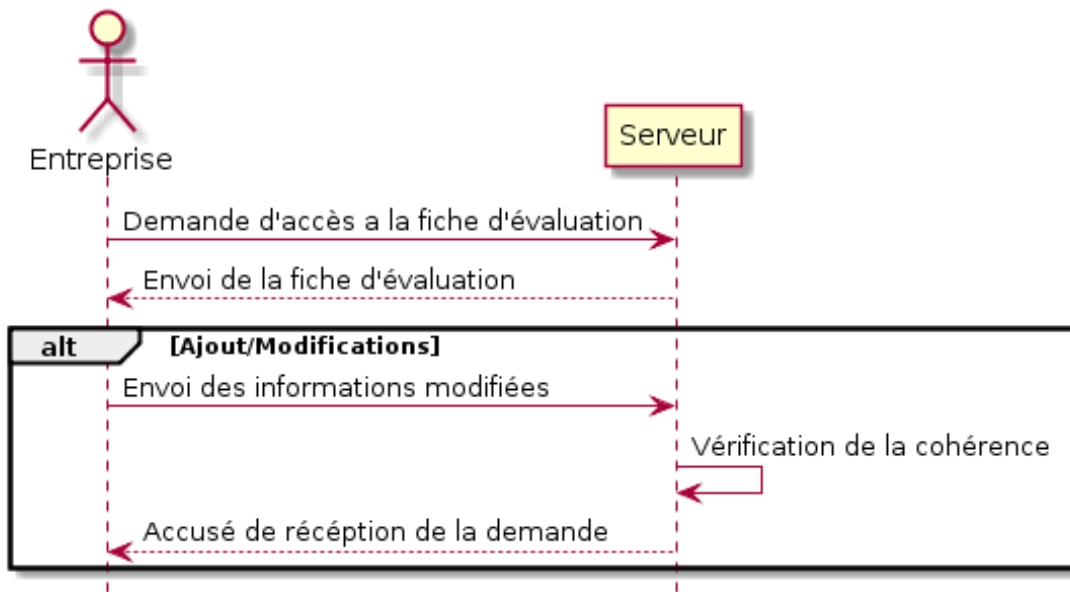 Entreprise
Serveur
Demande d'accès a la fiche d'évaluation
Envoi de la fiche d'évaluation
alt [Ajout/Modifications]
Envoi des informations modifiées
Vérification de la cohérence
Accusé de récéption de la demande